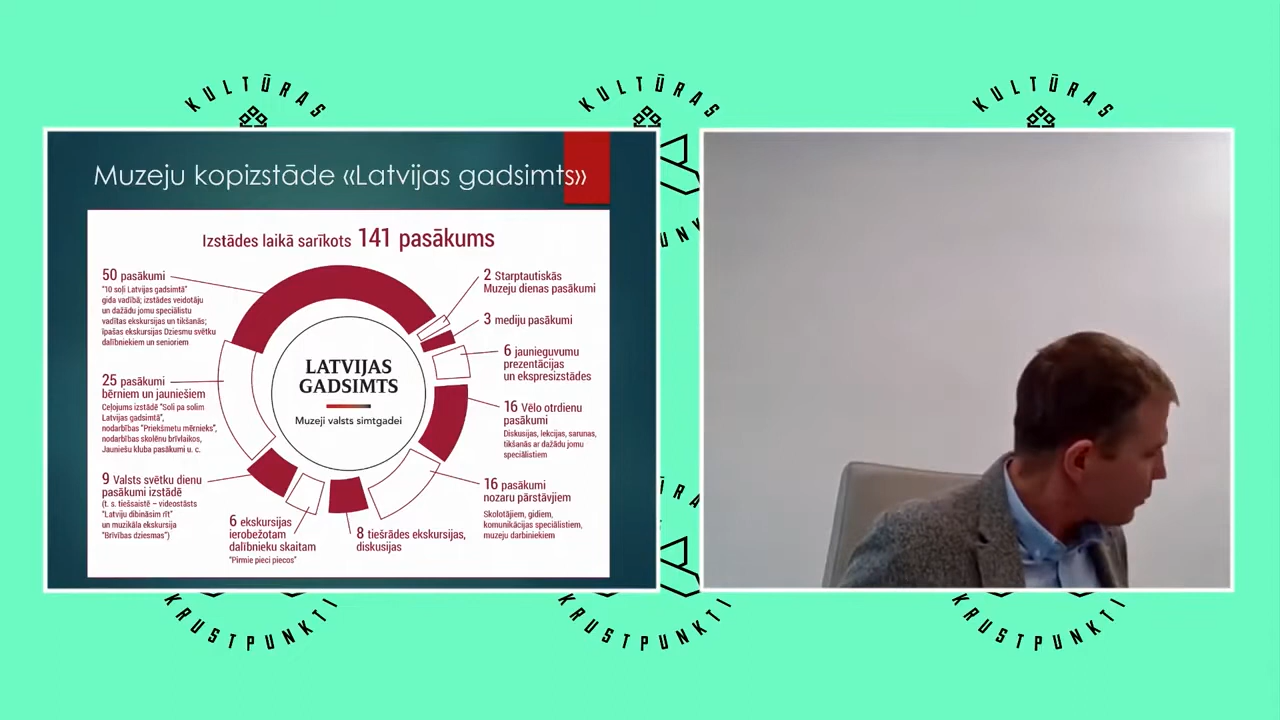 KULTŪRAS
KULTŪRAS
KULTŪRAS
Muzeju kopizstāde «Latvijas gadsimts»
Izstādes laikā sarīkots 141 pasākums
50 pasākumi
"10 soļi Latvijas gadsimtā"
gida vadībā; izstādes veidotāju
un dažādu jomu speciālistu
vadītas ekskursijas un tikšanās;
īpašas ekskursijas Dziesmu svētku
dalībniekiem un senioriem
25 pasākumi
bērniem un jauniešiem
Ceļojums izstādē "Soli pa solim
Latvijas gadsimtā",
nodarbības "Priekšmetu mērnieks",
nodarbības skolēnu brīvlaikos,
Jauniešu kluba pasākumi u. c.
9 Valsts svētku dienu
pasākumi izstādē
(t. s. tiešsaistē – videostāsts
"Latviju dibināsim rīt"
un muzikāla ekskursija
"Brīvības dziesmas")
6 ekskursijas
ierobežotam
dalībnieku skaitam
"Pirmie pieci piecos"
8 tiešrādes ekskursijas,
diskusijas
LATVIJAS
GADSIMTS
Muzeji valsts simtgadei
2 Starptautiskās
Muzeju dienas pasākumi
3 mediju pasākumi
6 jaunieguvumu
prezentācijas
un ekspresizstādes
16 Vēlo otrdienu
pasākumi
Diskusijas, lekcijas, sarunas,
tikšanās ar dažādu jomu
speciālistiem
16 pasākumi
nozaru pārstāvjiem
Skolotājiem, gidiem,
komunikācijas speciālistiem,
muzeju darbiniekiem
KRUSTPUNKTI
KRUSTPUNKTI
KRUSTPUNKTI